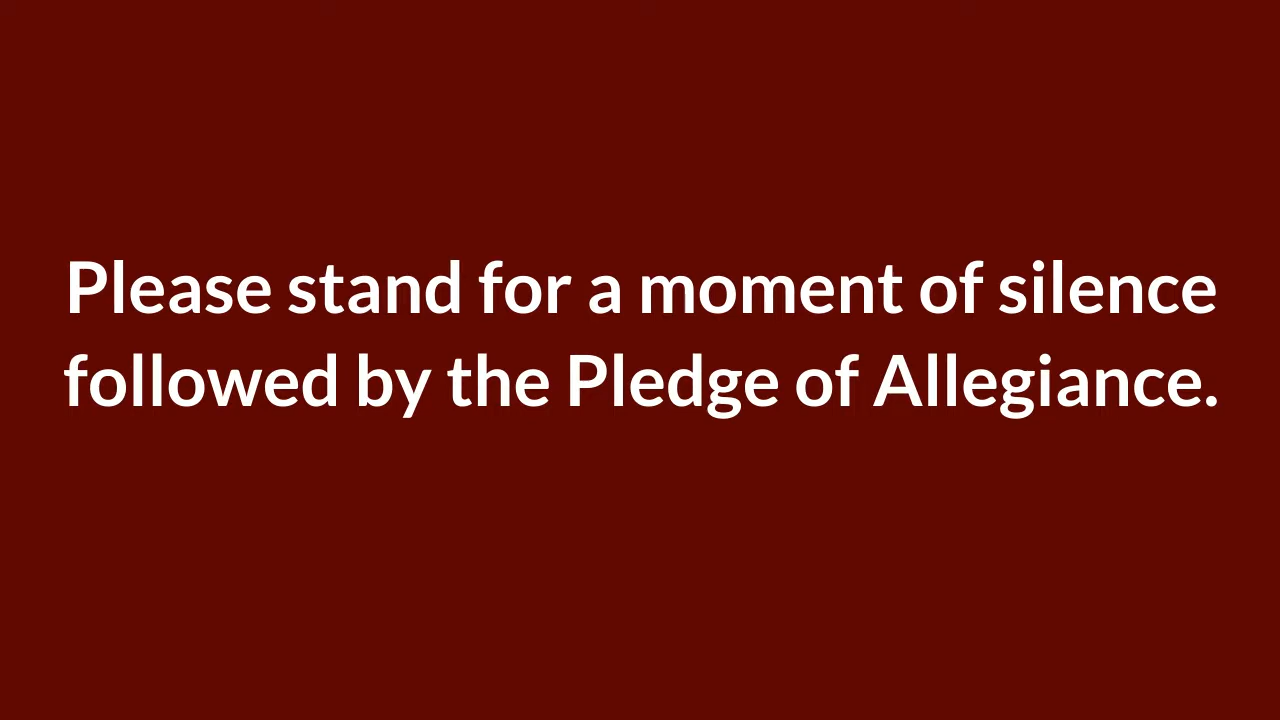 Please stand for a moment of silence
followed by the Pledge of Allegiance.